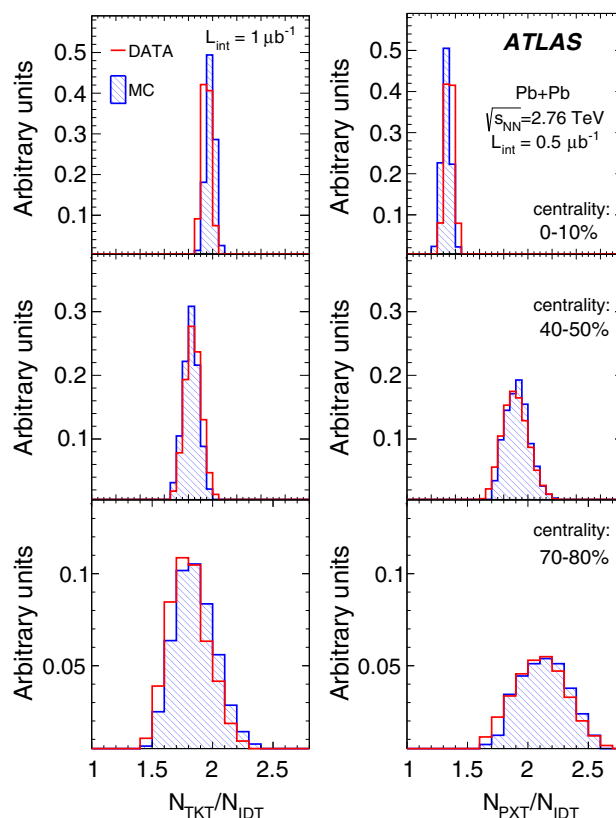 L_int = 1 μb⁻¹
DATA
MC
Arbitrary units
0.5
0.4
0.3
0.2
0.1
ATLAS
Pb+Pb
√s_NN=2.76 TeV
L_int = 0.5 μb⁻¹
centrality:
0-10%
Arbitrary units
0.5
0.4
0.3
0.2
0.1
Arbitrary units
0.3
0.2
0.1
centrality:
40-50%
Arbitrary units
0.3
0.2
0.1
Arbitrary units
0.1
0.05
centrality:
70-80%
Arbitrary units
0.1
0.05
1 1.5 2 2.5
N_TKT/N_IDT
1 1.5 2 2.5
N_PXT/N_IDT